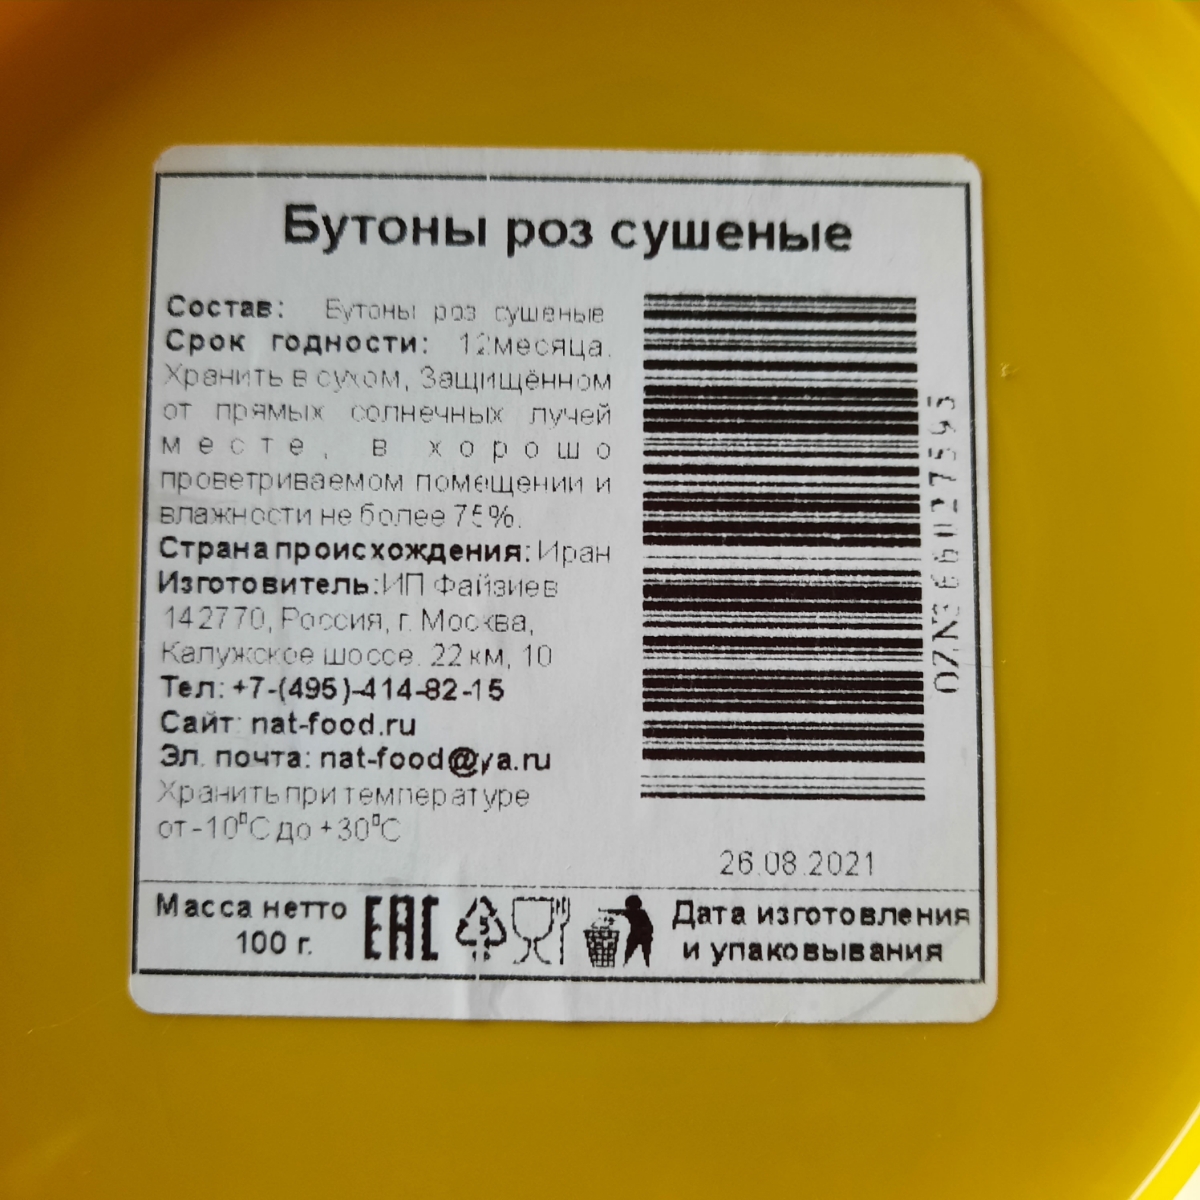 Бутоны роз сушеные
Состав: Бутоны роз сушеные
Срок годности: 12месяца.
Хранить в сухом, Защищённом
от прямых солнечных лучей
месте, в хорошо
проветриваемом помещении и
влажности не более 75%.
Страна происхождения: Иран
Изготовитель:ИП Файзиев
142770, Россия, г. Москва,
Калужское шоссе. 22 км, 10
Тел: +7-(495)-414-82-15
Сайт: nat-food.ru
Эл. почта: nat-food@ya.ru
Хранить при температуре
от -10°С до +30°С
OZN366027593
26.08.2021
Масса нетто
100 г.
EAC
5
Дата изготовления
и упаковывания